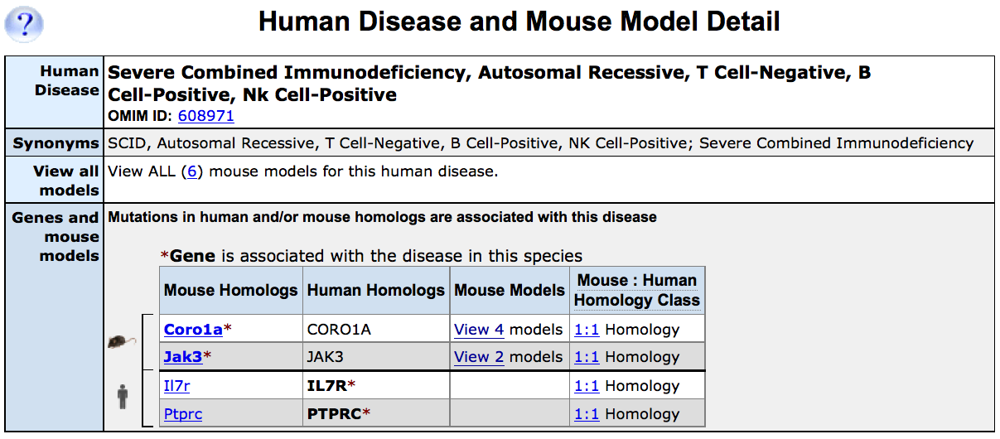 ?
Human Disease and Mouse Model Detail
Human Disease
Severe Combined Immunodeficiency, Autosomal Recessive, T Cell-Negative, B
Cell-Positive, Nk Cell-Positive
OMIM ID: 608971
Synonyms SCID, Autosomal Recessive, T Cell-Negative, B Cell-Positive, NK Cell-Positive; Severe Combined Immunodeficiency
View all models
View ALL (6) mouse models for this human disease.
Genes and mouse models
Mutations in human and/or mouse homologs are associated with this disease
*Gene is associated with the disease in this species
Mouse Homologs Human Homologs Mouse Models Mouse : Human Homology Class
Coro1a* CORO1A View 4 models 1:1 Homology
Jak3* JAK3 View 2 models 1:1 Homology
Il7r IL7R* 1:1 Homology
Ptprc PTPRC* 1:1 Homology